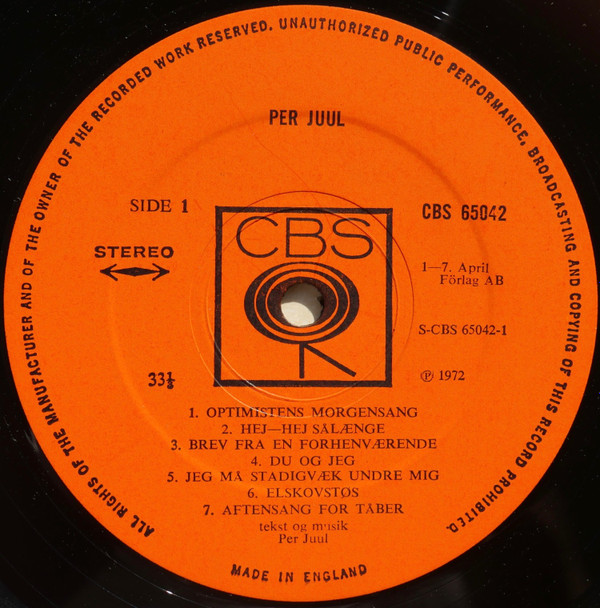 ALL RIGHTS OF THE MANUFACTURER AND OF THE OWNER OF THE RECORDED WORK RESERVED. UNAUTHORIZED PUBLIC PERFORMANCE, BROADCASTING AND COPYING OF THIS RECORD PROHIBITED.
PER JUUL
SIDE 1
CBS 65042
STEREO
CBS
1—7. April
Förlag AB
S-CBS 65042-1
33⅓
℗ 1972
1. OPTIMISTENS MORGENSANG
2. HEJ—HEJ SÅLÆNGE
3. BREV FRA EN FORHENVÆRENDE
4. DU OG JEG
5. JEG MÅ STADIGVÆK UNDRE MIG
6. ELSKOVSTØS
7. AFTENSANG FOR TÅBER
tekst og musik
Per Juul
MADE IN ENGLAND